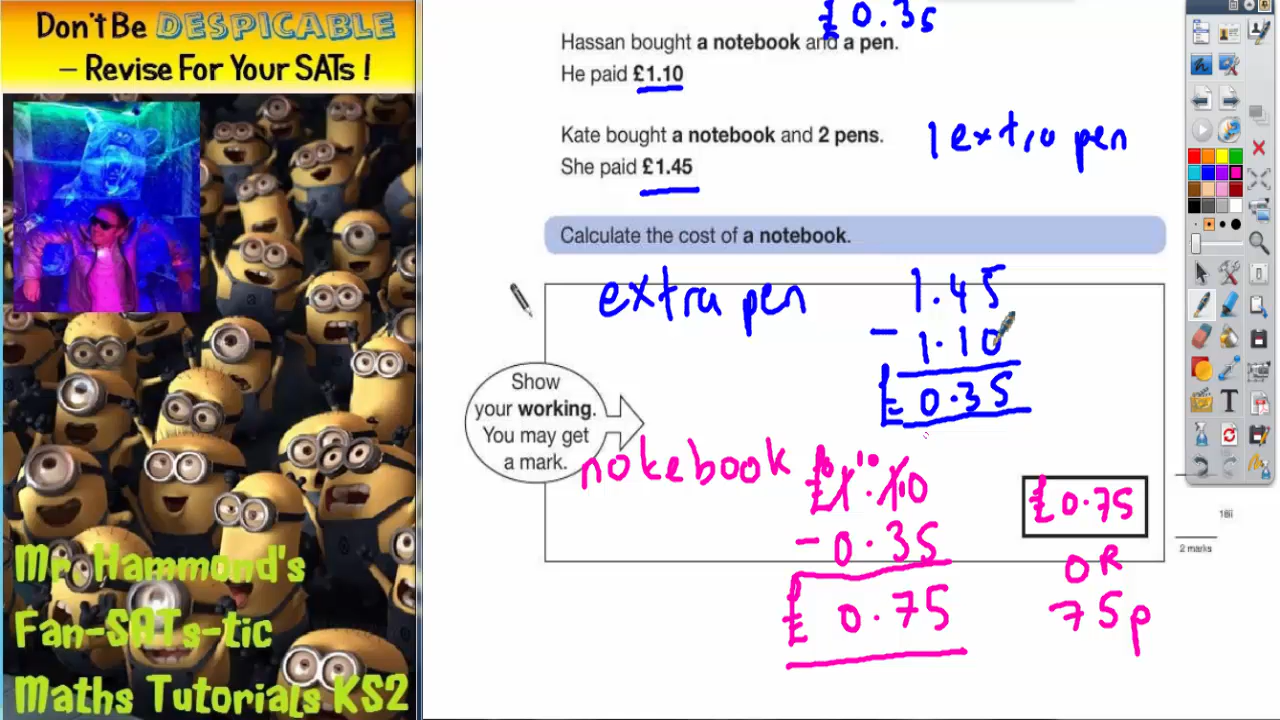 Don't Be DESPICABLE
– Revise For Your SATs !
Mr. Hammond's
Fan-SATs-tic
Maths Tutorials KS2
£0.35
Hassan bought a notebook and a pen.
He paid £1.10
Kate bought a notebook and 2 pens.
She paid £1.45
1 extra pen
Calculate the cost of a notebook.
extra pen
1.45
- 1.10
£0.35
Show
your working.
You may get
a mark.
notebook
£1.10
- 0.35
£0.75
£0.75
OR
75p
18i
2 marks